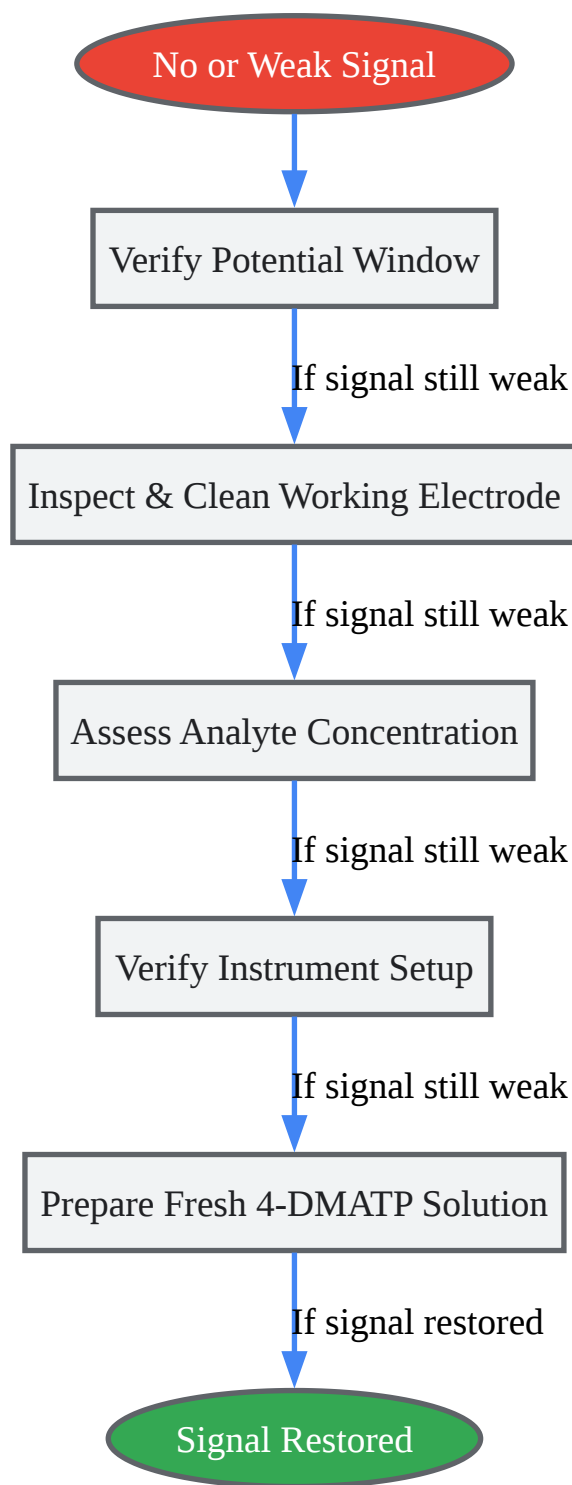 No or Weak Signal
Verify Potential Window
If signal still weak
Inspect & Clean Working Electrode
If signal still weak
Assess Analyte Concentration
If signal still weak
Verify Instrument Setup
If signal still weak
Prepare Fresh 4-DMATP Solution
If signal restored
Signal Restored